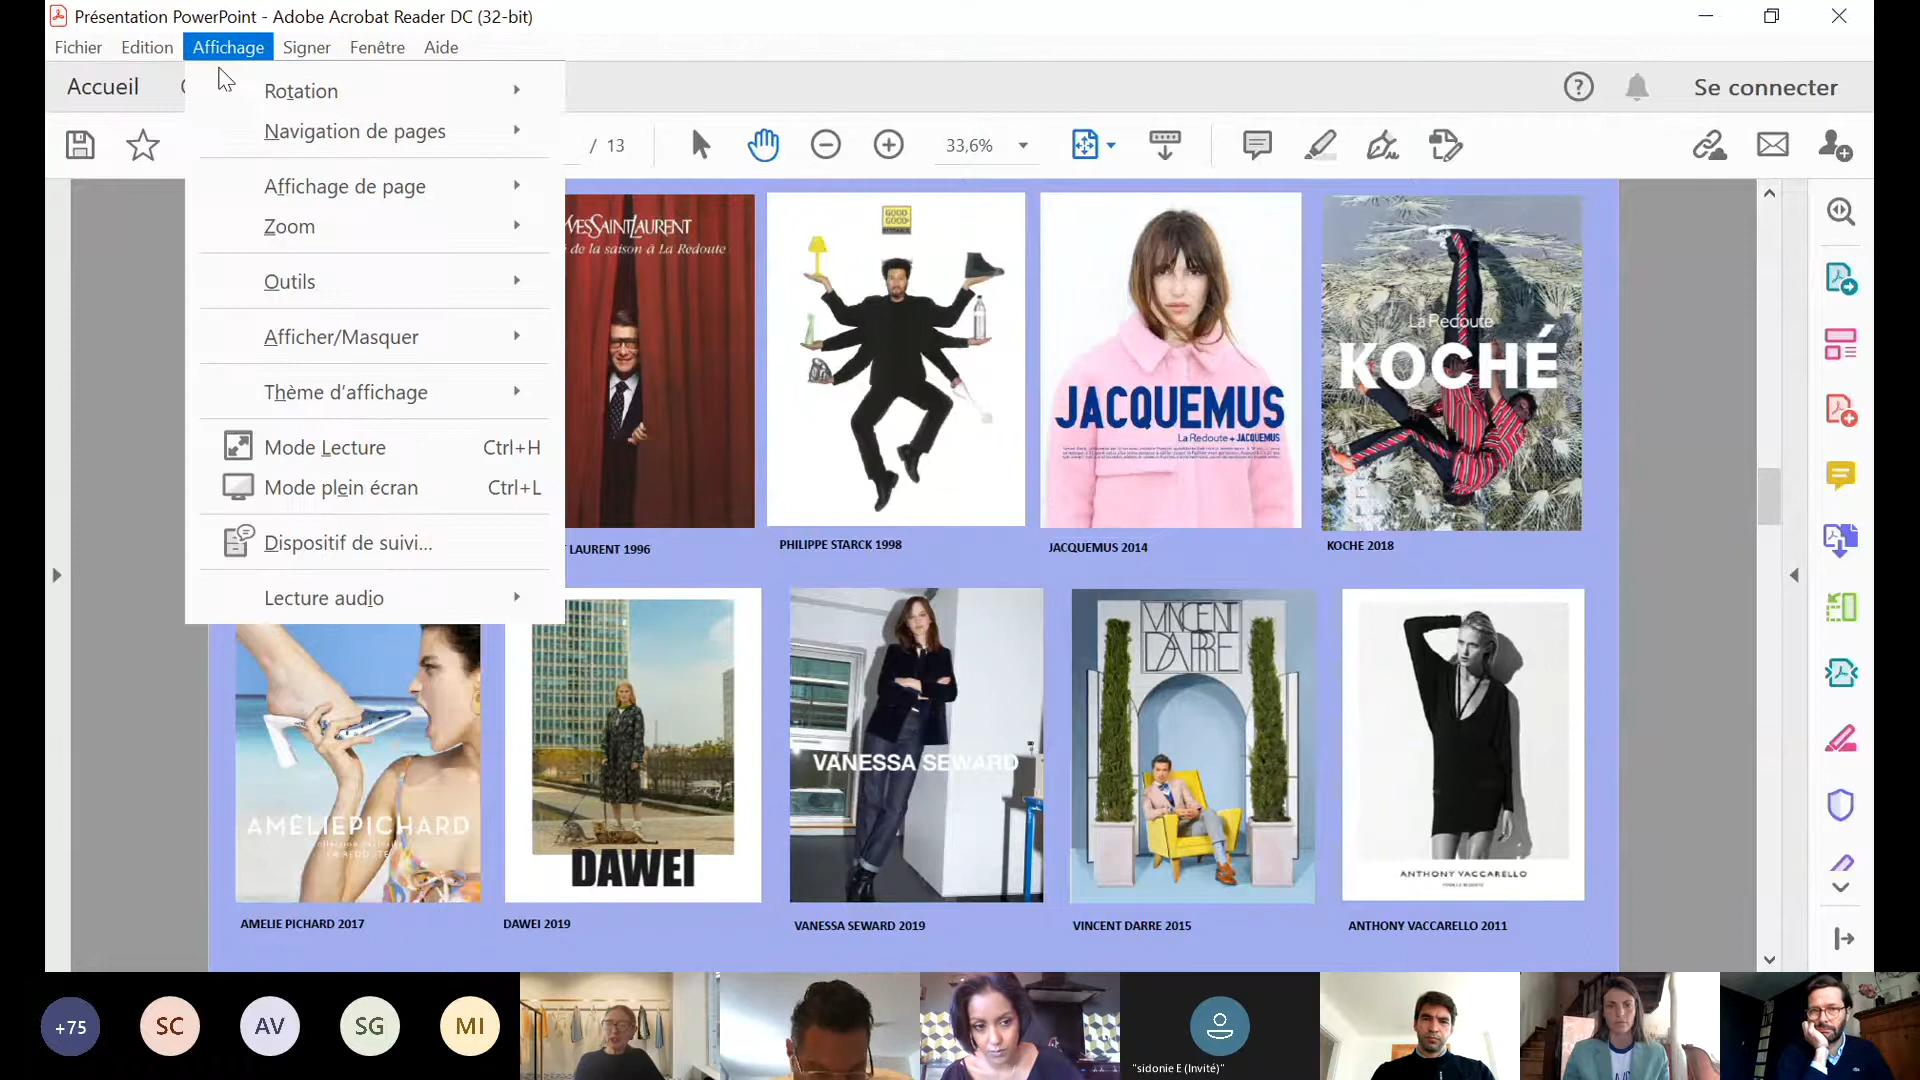 Présentation PowerPoint - Adobe Acrobat Reader DC (32-bit)
Fichier Edition Affichage Signer Fenêtre Aide
Accueil
Se connecter
/ 13
33,6%
Rotation
Navigation de pages
Affichage de page
Zoom
Outils
Afficher/Masquer
Thème d'affichage
Mode Lecture Ctrl+H
Mode plein écran Ctrl+L
Dispositif de suivi...
Lecture audio
YVESSAINTLAURENT
de la saison à La Redoute
GOOD
GOODS
JACQUEMUS
La Redoute + JACQUEMUS
La Redoute
KOCHÉ
LAURENT 1996
PHILIPPE STARCK 1998
JACQUEMUS 2014
KOCHE 2018
AMÉLIEPICHARD
LA REDOUTE
DAWEI
VANESSA SEWARD
VINCENT
DARRE
ANTHONY VACCARELLO
AMELIE PICHARD 2017
DAWEI 2019
VANESSA SEWARD 2019
VINCENT DARRE 2015
ANTHONY VACCARELLO 2011
+75
SC
AV
SG
MI
"sidonie E (Invité)"